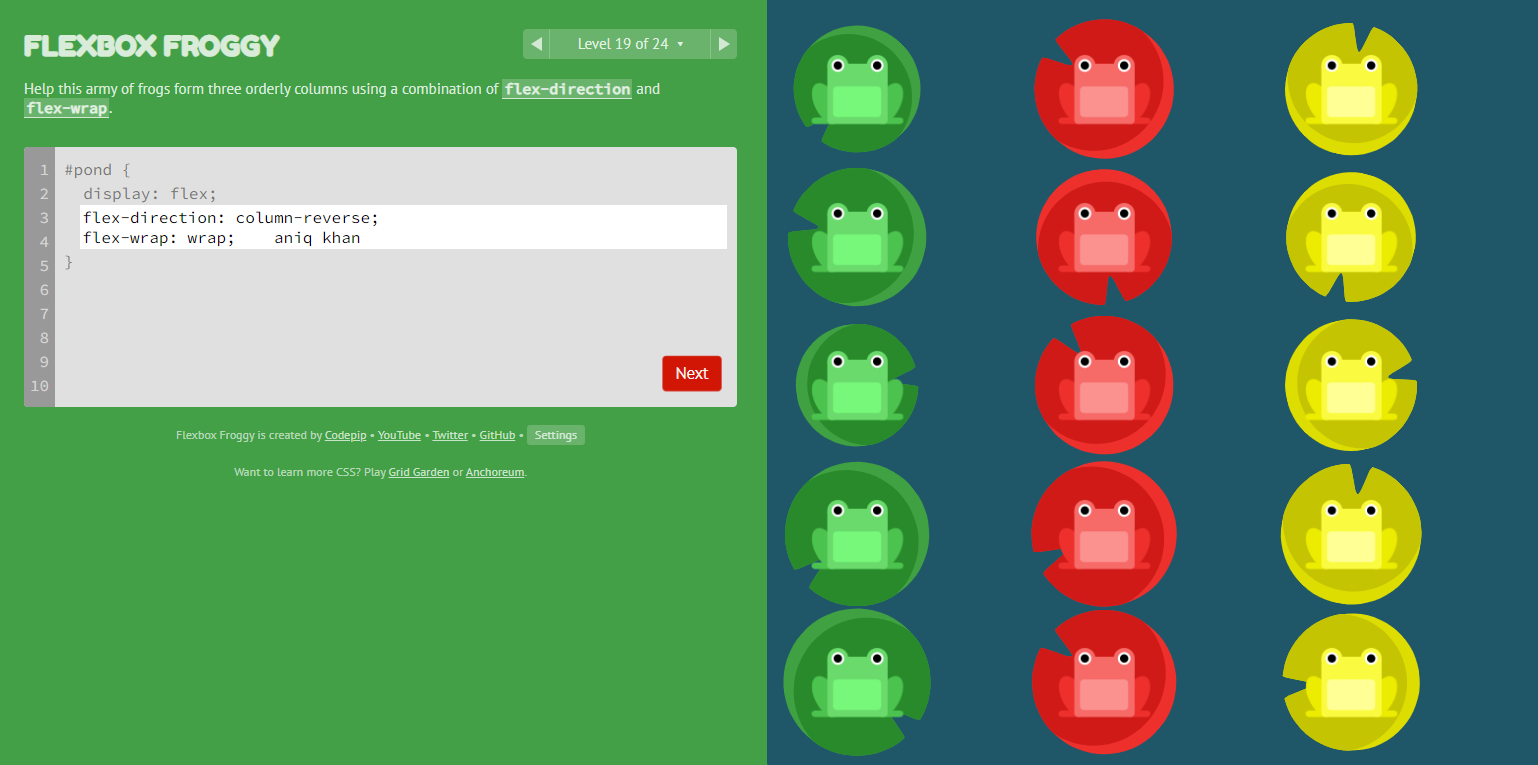 FLEXBOX FROGGY
Level 19 of 24
Help this army of frogs form three orderly columns using a combination of flex-direction and
flex-wrap.
1 #pond {
2 display: flex;
3 flex-direction: column-reverse;
4 flex-wrap: wrap; aniq khan
5 }
6
7
8
9
10
Next
Flexbox Froggy is created by Codepip • YouTube • Twitter • GitHub • Settings
Want to learn more CSS? Play Grid Garden or Anchoreum.